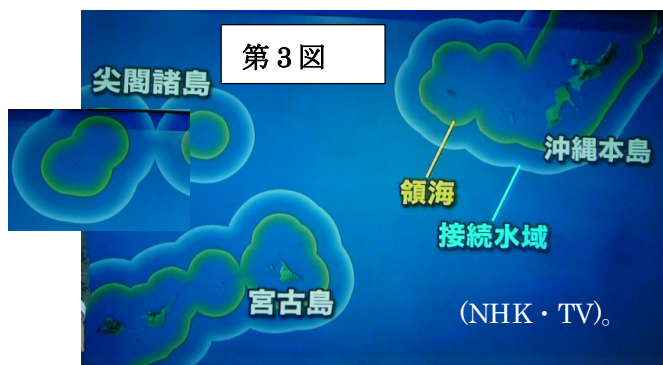 第３図
尖閣諸島
沖縄本島
領海
接続水域
宮古島
(NHK・TV)。